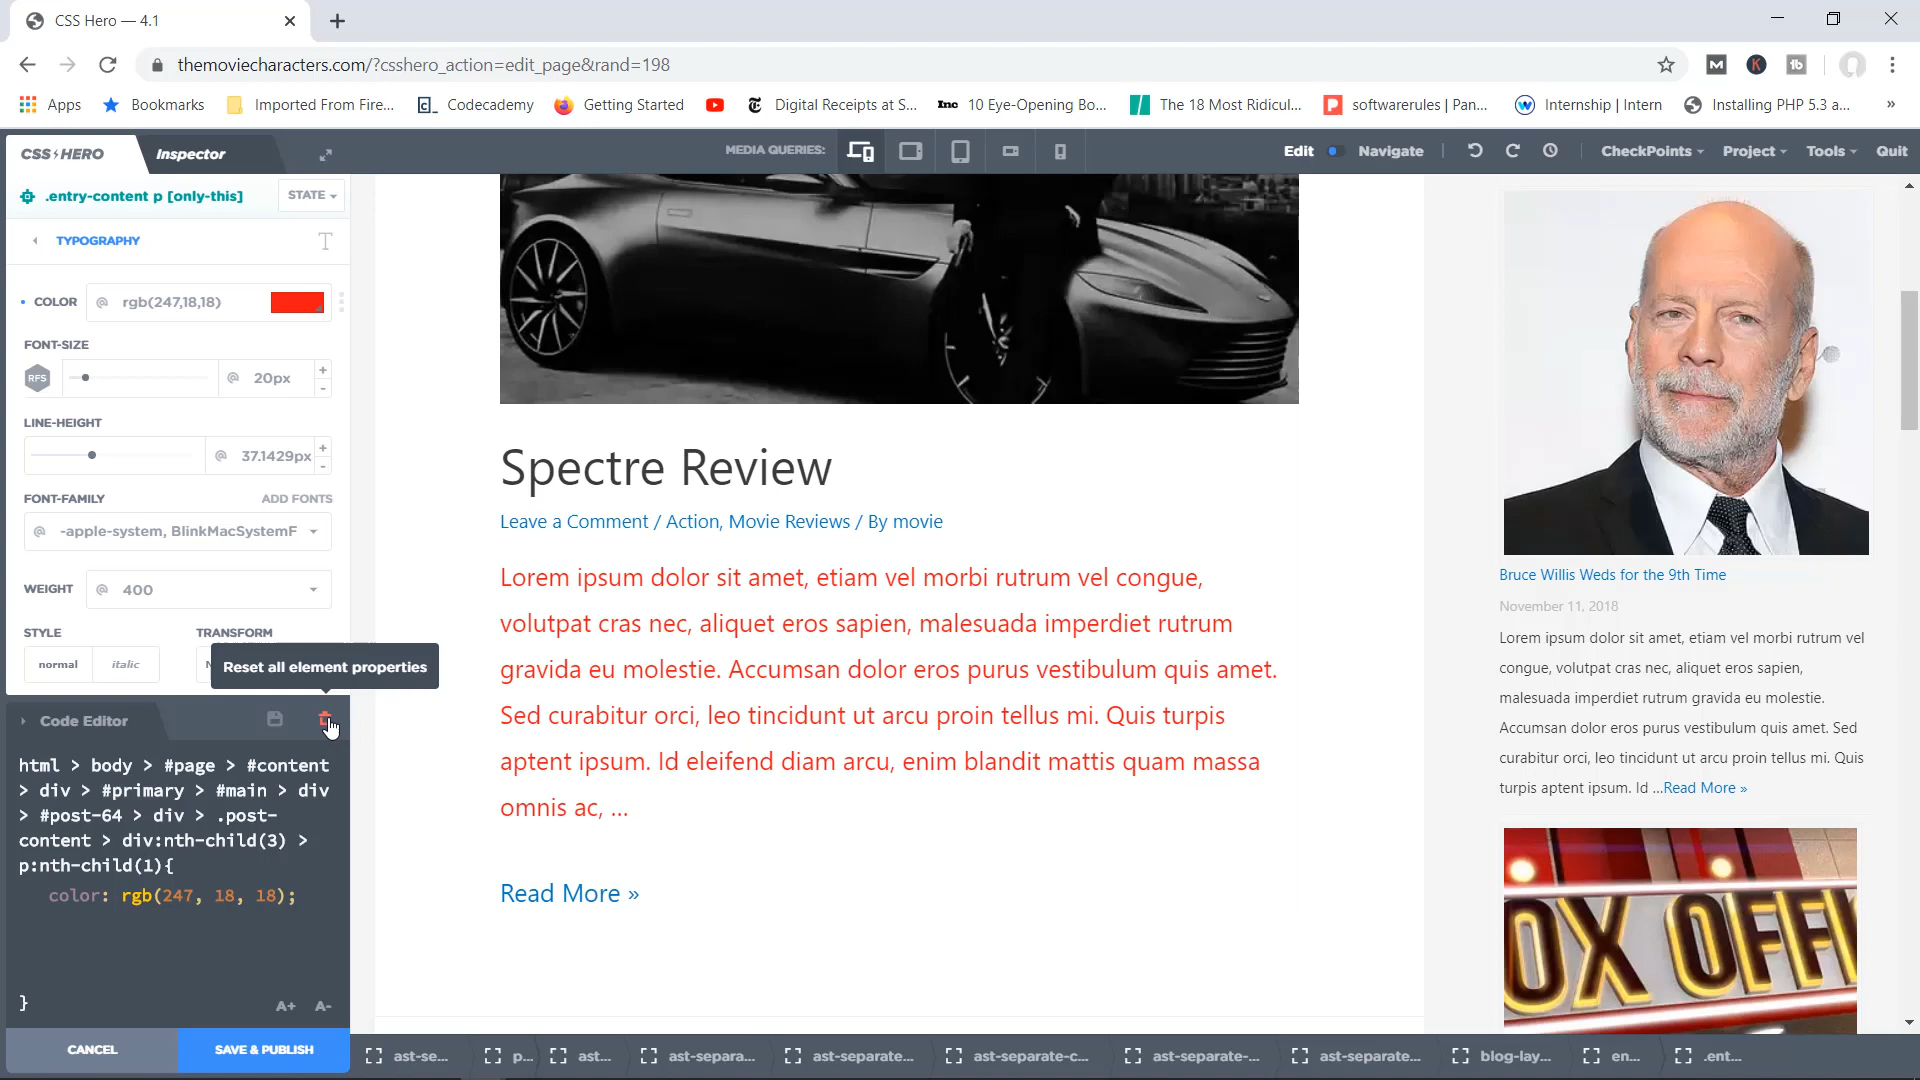 CSS Hero — 4.1
themoviecharacters.com/?csshero_action=edit_page&rand=198
Apps
Bookmarks
Imported From Fire...
Codecademy
Getting Started
Digital Receipts at S...
Inc 10 Eye-Opening Bo...
The 18 Most Ridicul...
softwarerules | Pan...
Internship | Intern
Installing PHP 5.3 a...
»
CSS HERO
Inspector
MEDIA QUERIES:
Edit
Navigate
CheckPoints
Project
Tools
Quit
.entry-content p [only-this]
STATE
TYPOGRAPHY
T
COLOR
@ rgb(247,18,18)
FONT-SIZE
RFS
@ 20px
+
-
LINE-HEIGHT
@ 37.1429px
+
-
FONT-FAMILY
ADD FONTS
@ -apple-system, BlinkMacSystemF
WEIGHT
@ 400
STYLE
TRANSFORM
normal
italic
Reset all element properties
Code Editor
html > body > #page > #content
> div > #primary > #main > div
> #post-64 > div > .post-
content > div:nth-child(3) >
p:nth-child(1){
color: rgb(247, 18, 18);
}
A+ A-
CANCEL
SAVE & PUBLISH
Spectre Review
Leave a Comment / Action, Movie Reviews / By movie
Lorem ipsum dolor sit amet, etiam vel morbi rutrum vel congue,
volutpat cras nec, aliquet eros sapien, malesuada imperdiet rutrum
gravida eu molestie. Accumsan dolor eros purus vestibulum quis amet.
Sed curabitur orci, leo tincidunt ut arcu proin tellus mi. Quis turpis
aptent ipsum. Id eleifend diam arcu, enim blandit mattis quam massa
omnis ac, …
Read More »
Bruce Willis Weds for the 9th Time
November 11, 2018
Lorem ipsum dolor sit amet, etiam vel morbi rutrum vel
congue, volutpat cras nec, aliquet eros sapien,
malesuada imperdiet rutrum gravida eu molestie.
Accumsan dolor eros purus vestibulum quis amet. Sed
curabitur orci, leo tincidunt ut arcu proin tellus mi. Quis
turpis aptent ipsum. Id …Read More »
OX OFFI
ast-se...
p...
ast...
ast-separa...
ast-separate...
ast-separate-c...
ast-separate-...
ast-separate...
blog-lay...
en...
.ent...